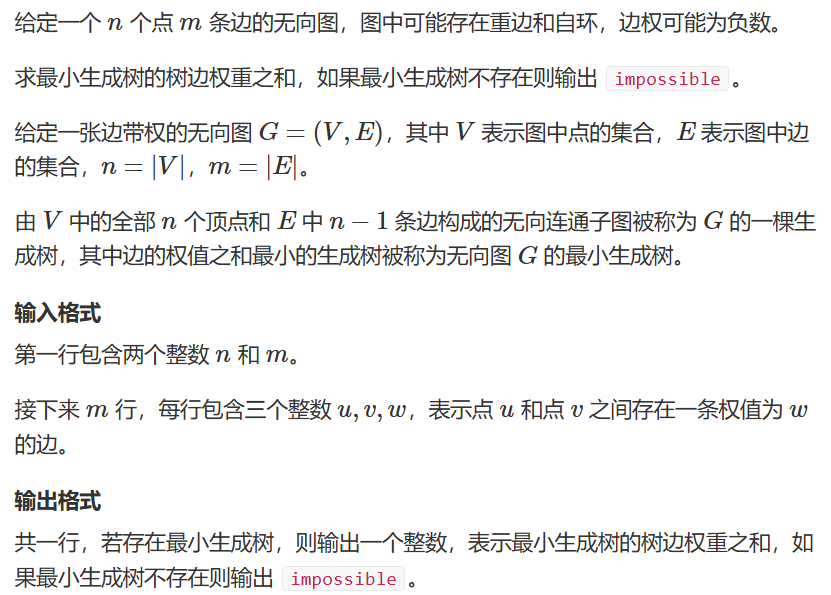 给定一个 n 个点 m 条边的无向图，图中可能存在重边和自环，边权可能为负数。
求最小生成树的树边权重之和，如果最小生成树不存在则输出 impossible 。
给定一张边带权的无向图 G = (V, E)，其中 V 表示图中点的集合，E 表示图中边
的集合，n = |V|，m = |E|。
由 V 中的全部 n 个顶点和 E 中 n − 1 条边构成的无向连通子图被称为 G 的一棵生
成树，其中边的权值之和最小的生成树被称为无向图 G 的最小生成树。
输入格式
第一行包含两个整数 n 和 m。
接下来 m 行，每行包含三个整数 u, v, w，表示点 u 和点 v 之间存在一条权值为 w
的边。
输出格式
共一行，若存在最小生成树，则输出一个整数，表示最小生成树的树边权重之和，如
果最小生成树不存在则输出 impossible 。